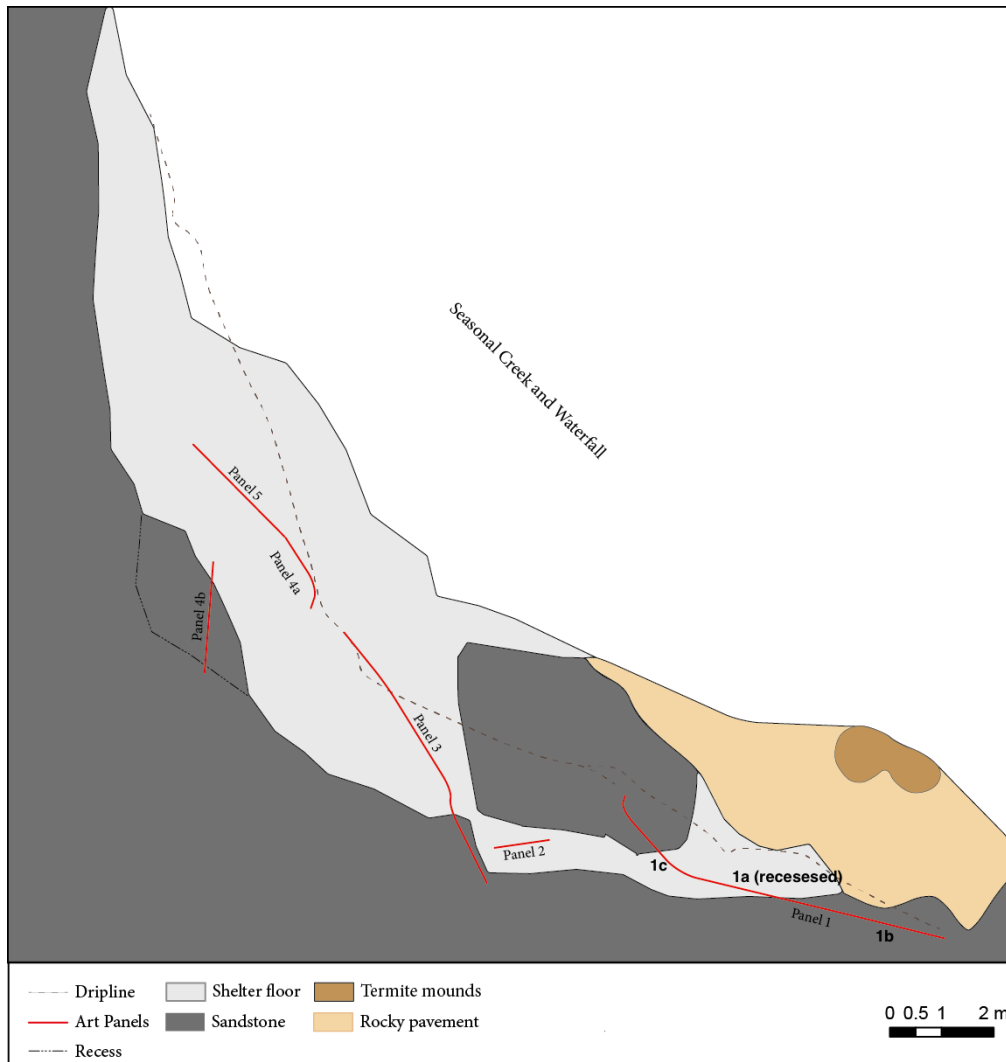 Seasonal Creek and Waterfall
Panel 5
Panel 4a
Panel 4b
Panel 3
Panel 2
1c
1a (recesesed)
Panel 1
1b
Dripline
Shelter floor
Termite mounds
Art Panels
Sandstone
Rocky pavement
Recess
0 0.5 1 2 m